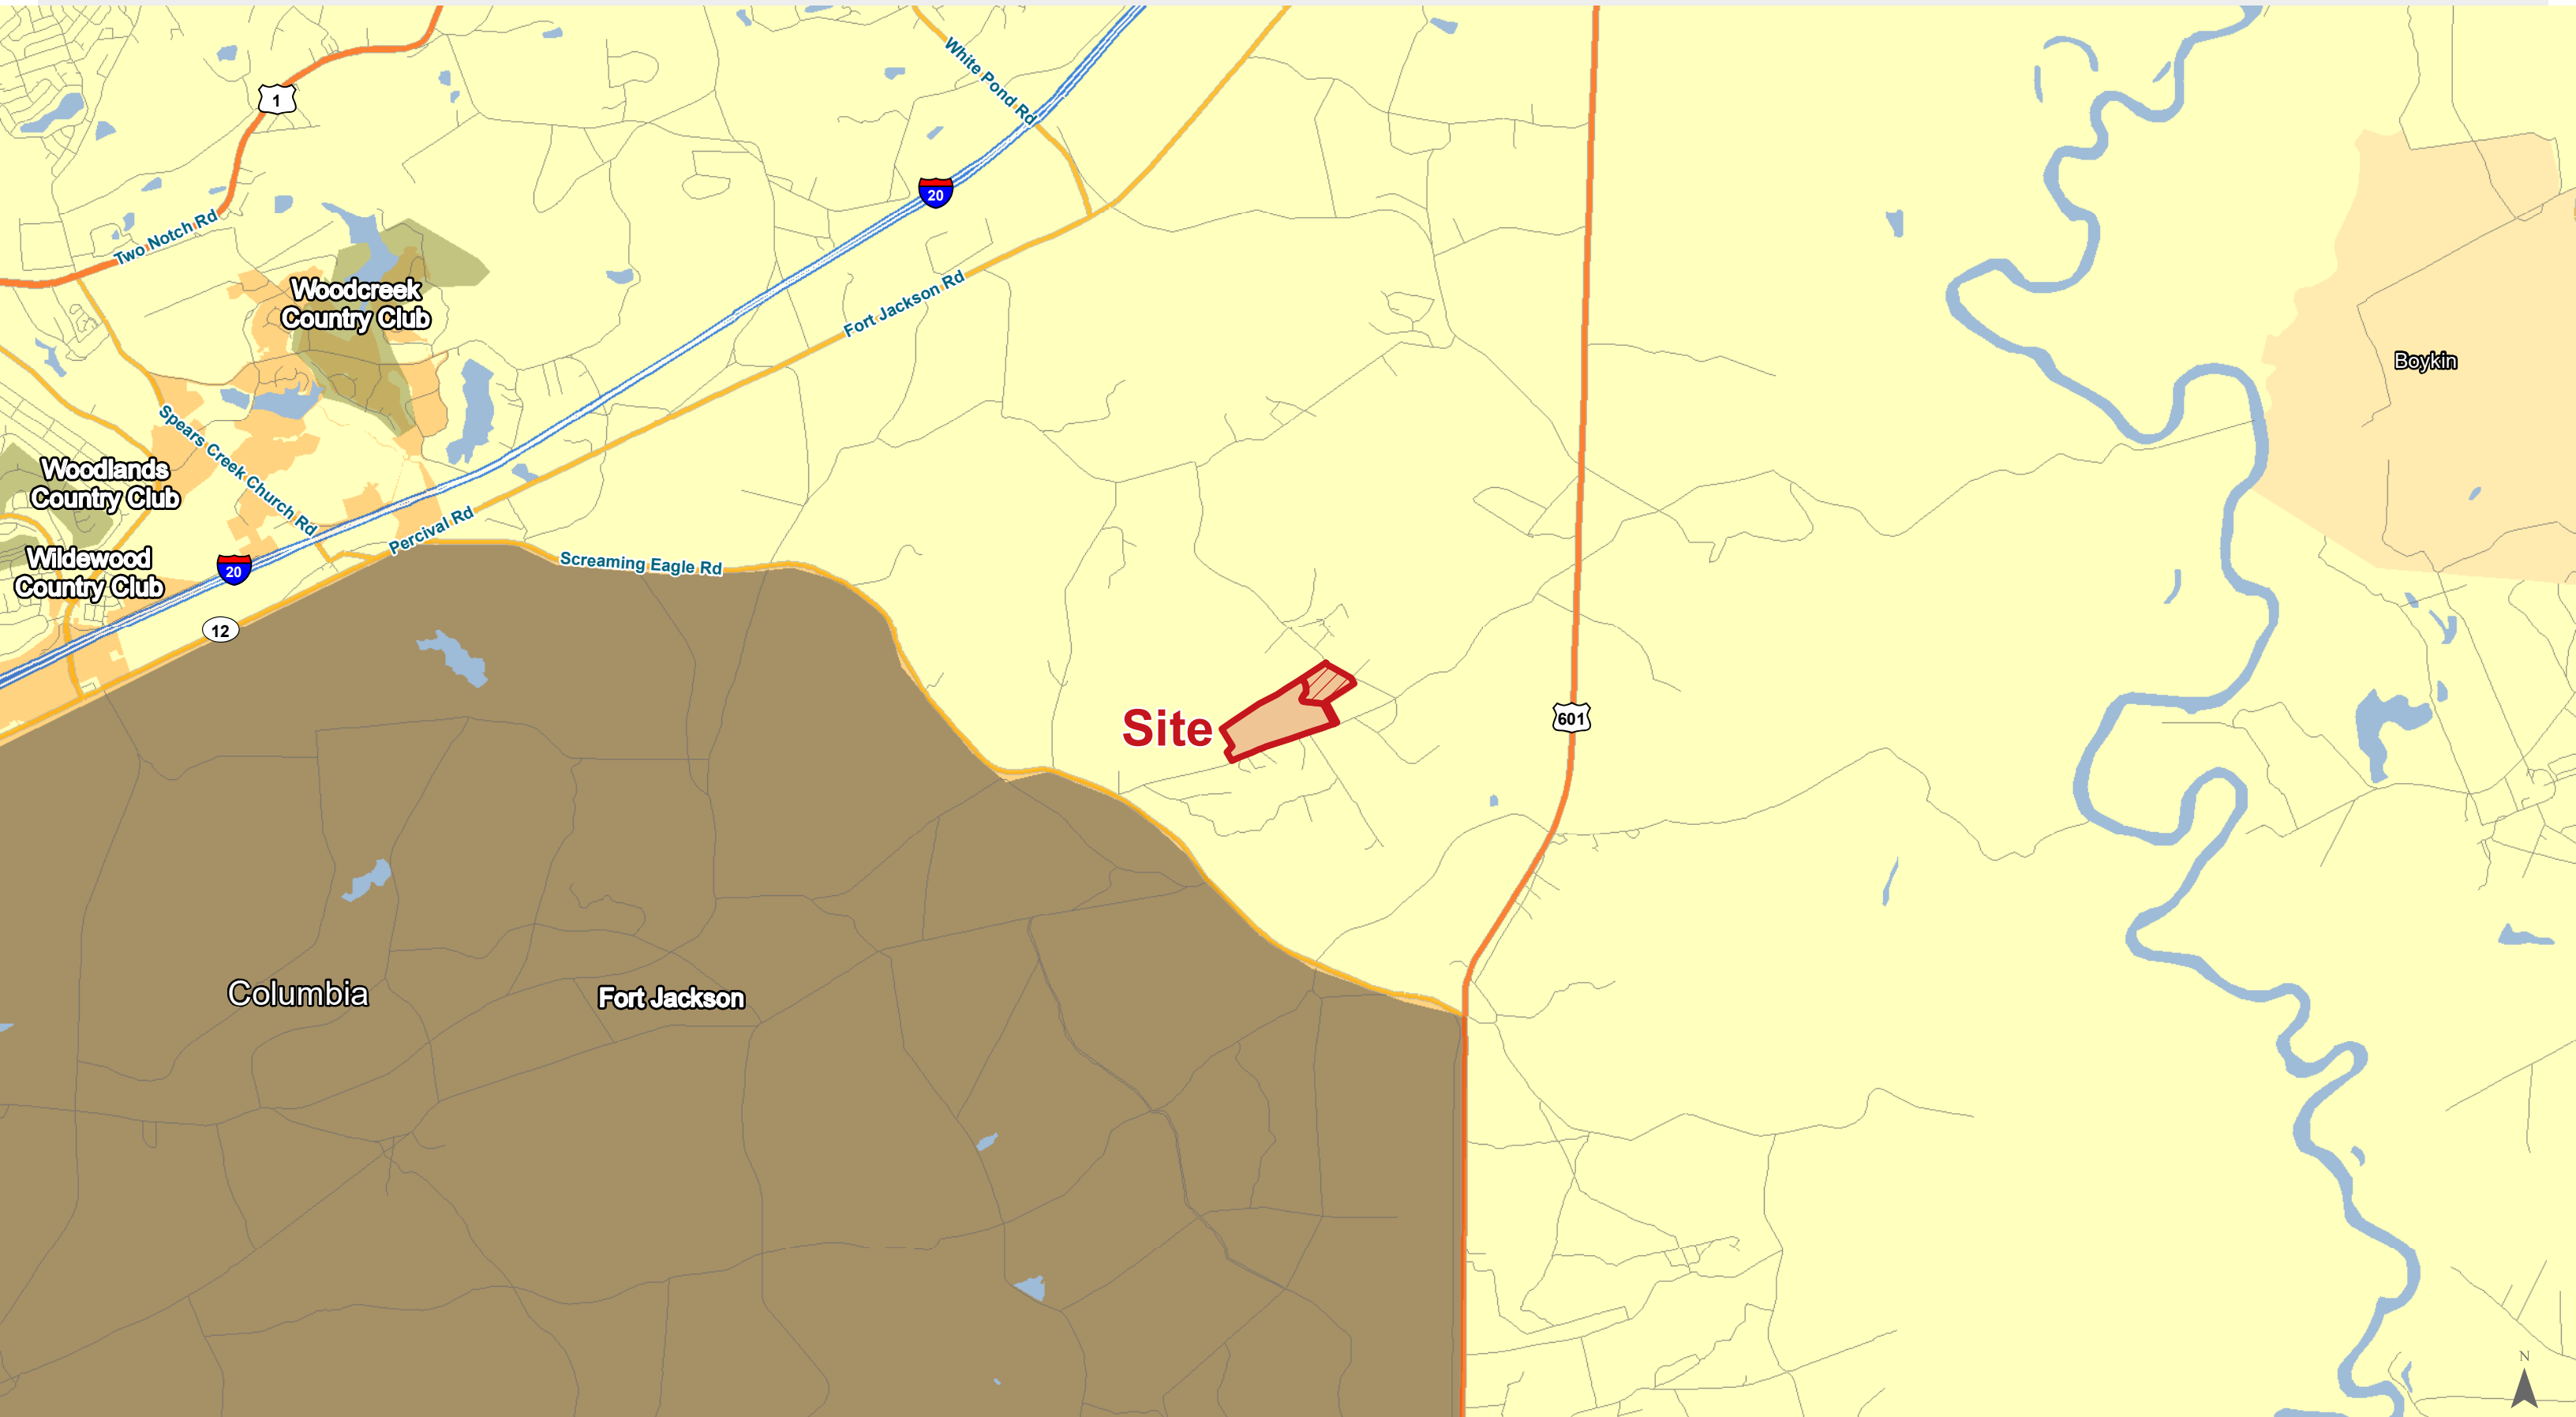 White Pond Rd
1
20
Two Notch Rd
Woodcreek
Country Club
Fort Jackson Rd
Boykin
Spears Creek Church Rd
Woodlands
Country Club
Percival Rd
Wildewood
Country Club
20
Screaming Eagle Rd
12
Site
601
Columbia
Fort Jackson
N